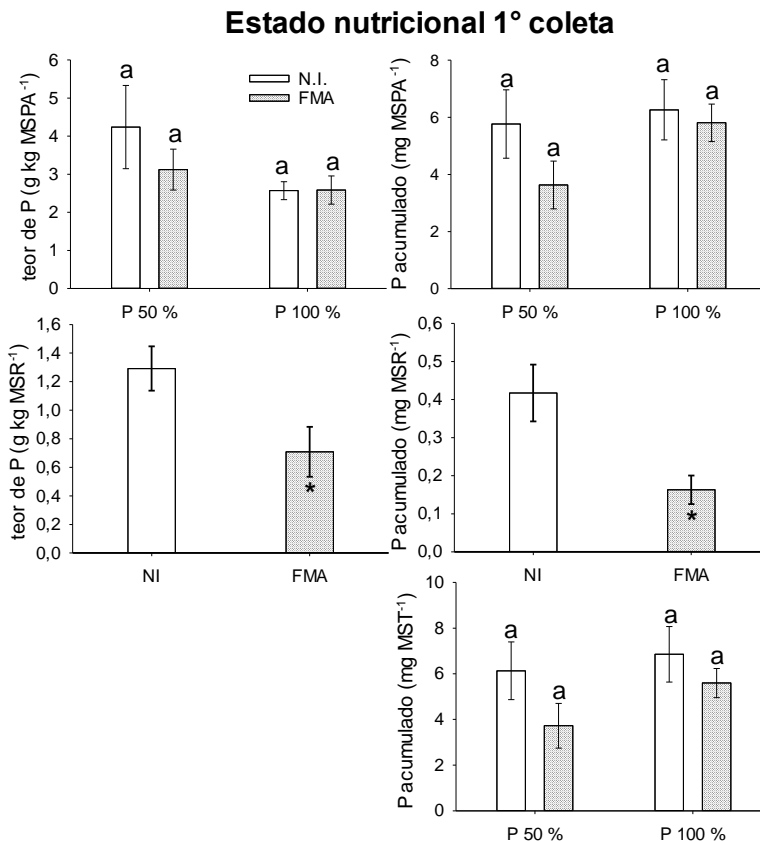 Estado nutricional 1° coleta
teor de P (g kg MSPA⁻¹)
6
5
4
3
2
1
0
a
a
a
a
N.I.
FMA
P 50 %
P 100 %
P acumulado (mg MSPA⁻¹)
8
6
4
2
0
a
a
a
a
P 50 %
P 100 %
teor de P (g kg MSR⁻¹)
1,6
1,4
1,2
1,0
0,8
0,6
0,4
0,2
0,0
*
NI
FMA
P acumulado (mg MSR⁻¹)
0,6
0,5
0,4
0,3
0,2
0,1
0,0
*
NI
FMA
P acumulado (mg MST⁻¹)
10
8
6
4
2
0
a
a
a
a
P 50 %
P 100 %